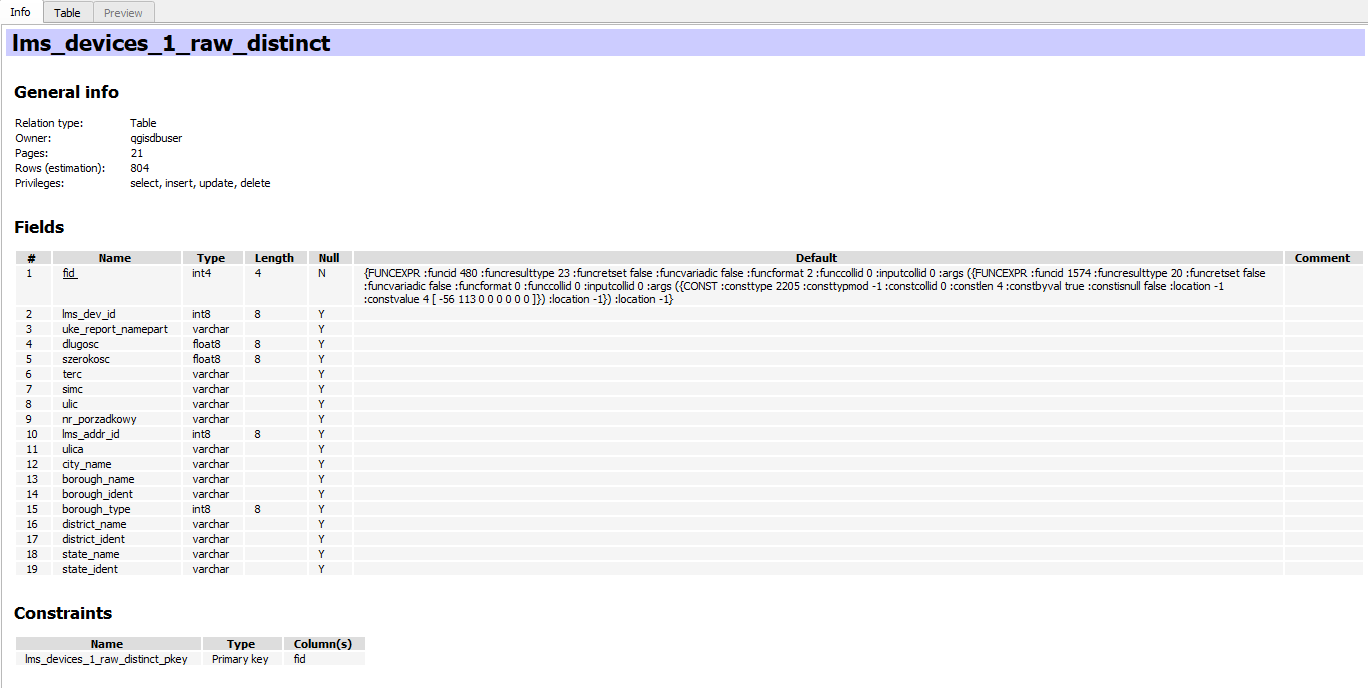 Info Table Preview
lms_devices_1_raw_distinct
General info
Relation type: Table
Owner: qgisdbuser
Pages: 21
Rows (estimation): 804
Privileges: select, insert, update, delete
Fields
# Name Type Length Null Default Comment
1 fid int4 4 N {FUNCEXPR :funcid 480 :funcresulttype 23 :funcretset false :funcvariadic false :funcformat 2 :funccollid 0 :inputcollid 0 :args ({FUNCEXPR :funcid 1574 :funcresulttype 20 :funcretset false
:funcvariadic false :funcformat 0 :funccollid 0 :inputcollid 0 :args ({CONST :consttype 2205 :consttypmod -1 :constcollid 0 :constlen 4 :constbyval true :constisnull false :location -1
:constvalue 4 [ -56 113 0 0 0 0 0 0 ]}) :location -1}) :location -1}
2 lms_dev_id int8 8 Y
3 uke_report_namepart varchar Y
4 dlugosc float8 8 Y
5 szerokosc float8 8 Y
6 terc varchar Y
7 simc varchar Y
8 ulic varchar Y
9 nr_porzadkowy varchar Y
10 lms_addr_id int8 8 Y
11 ulica varchar Y
12 city_name varchar Y
13 borough_name varchar Y
14 borough_ident varchar Y
15 borough_type int8 8 Y
16 district_name varchar Y
17 district_ident varchar Y
18 state_name varchar Y
19 state_ident varchar Y
Constraints
Name Type Column(s)
lms_devices_1_raw_distinct_pkey Primary key fid